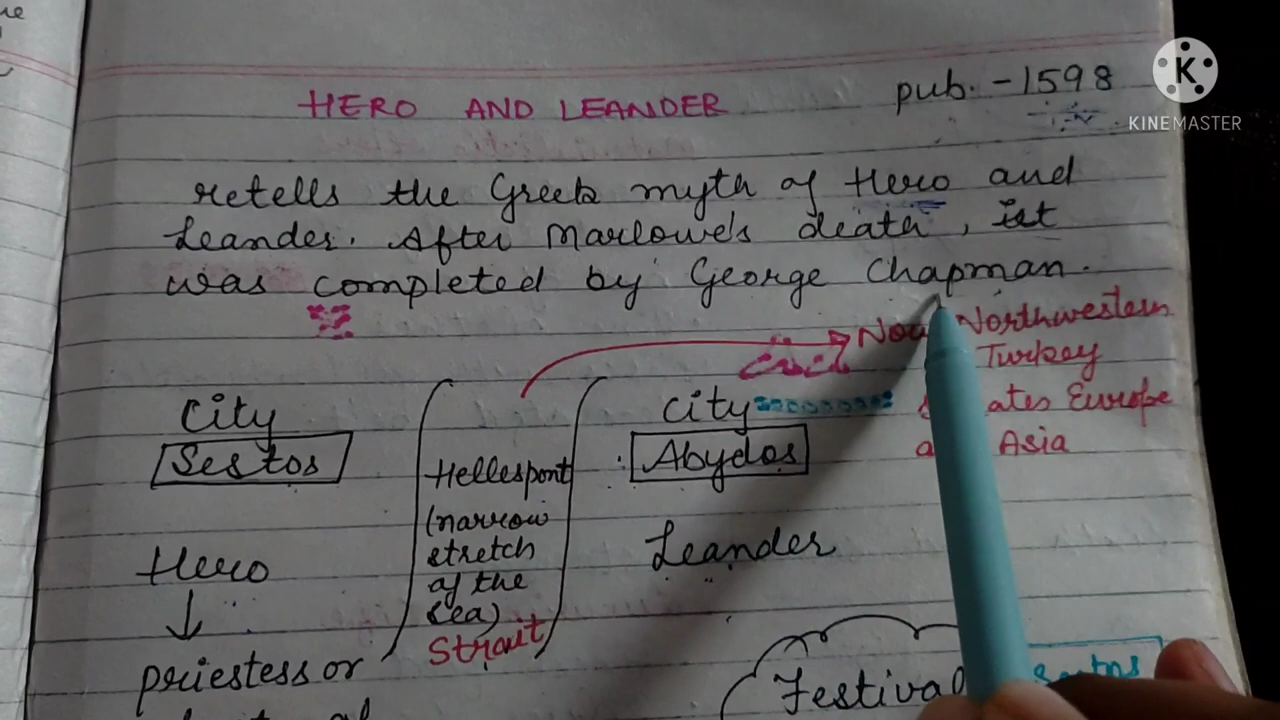 HERO AND LEANDER
pub. - 1598
K
KINEMASTER
retells the Greek myth of Hero and
Leander. After Marlowe's death, it
was completed by George Chapman.
Northwestern
Turkey
Europe
Asia
City
Sestos
Hellespont
(narrow
stretch
of the
sea)
Strait
City
Abydos
Hero
Leander
priestess or
Festival
Sestos